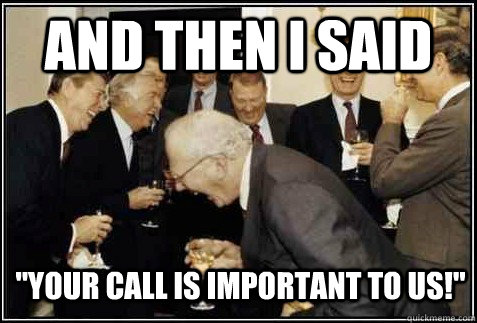 AND THEN I SAID
"YOUR CALL IS IMPORTANT TO US!"
quickmeme.com